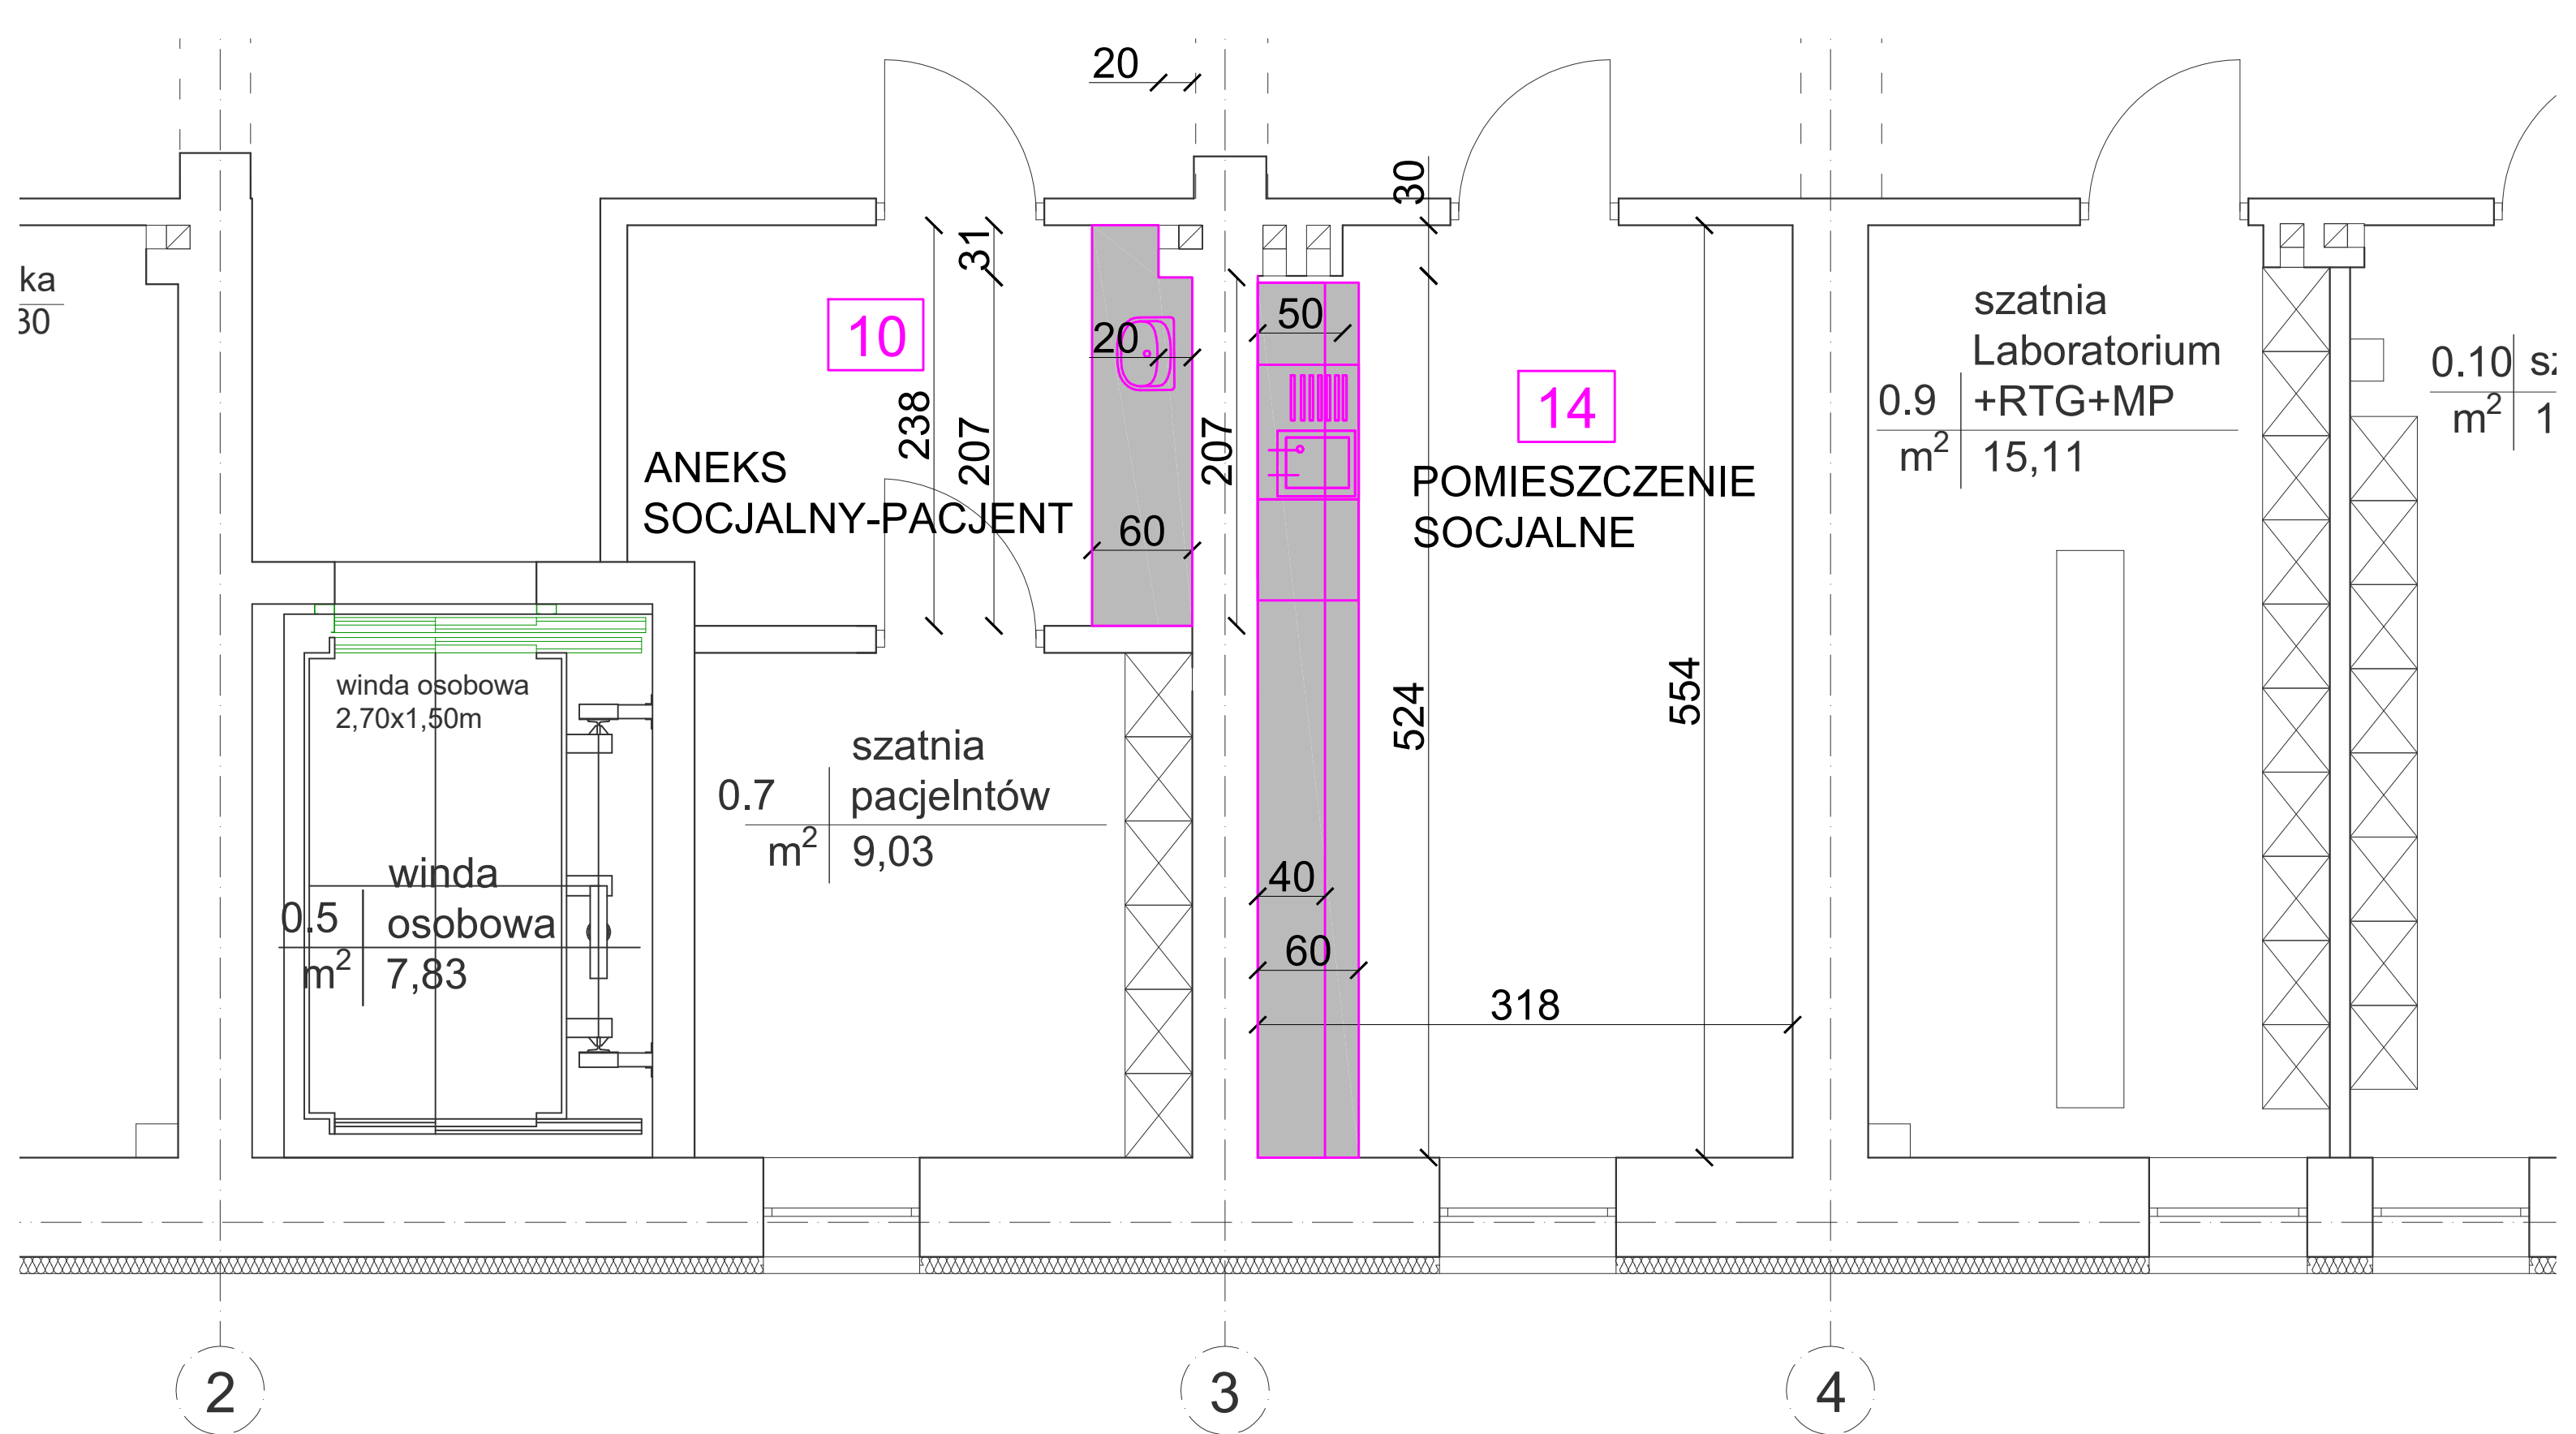 20
30
31
ka
30
10
20
50
238
207
207
ANEKS
SOCJALNY-PACJENT
60
14
POMIESZCZENIE
SOCJALNE
szatnia
Laboratorium
0.9 +RTG+MP
m² 15,11
0.10
m² 1
winda osobowa
2,70x1,50m
524
554
szatnia
0.7 pacjelntów
m² 9,03
winda
0.5 osobowa
m² 7,83
40
60
318
2
3
4